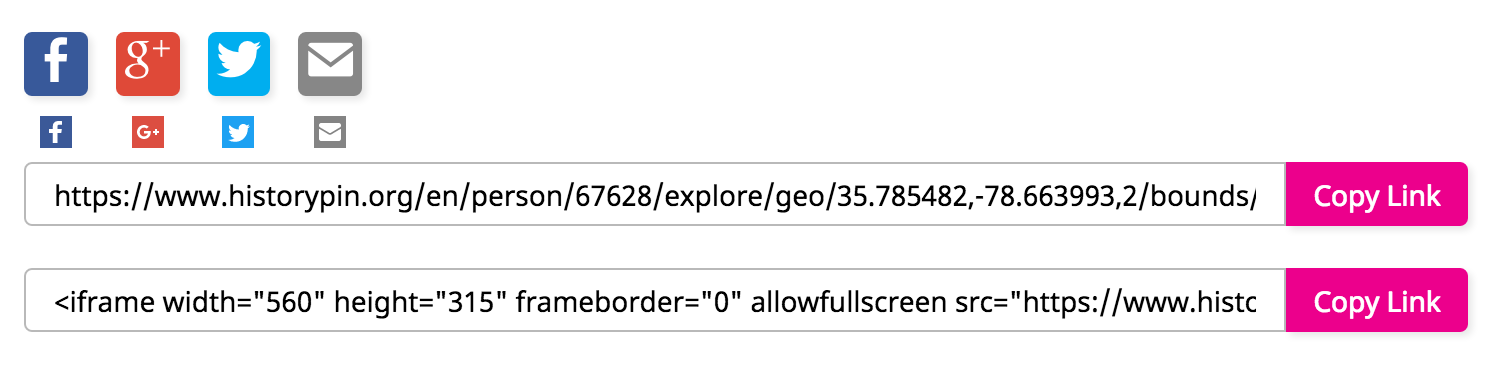 f g+
f G+
https://www.historypin.org/en/person/67628/explore/geo/35.785482,-78.663993,2/bounds/ Copy Link
<iframe width="560" height="315" frameborder="0" allowfullscreen src="https://www.histo Copy Link